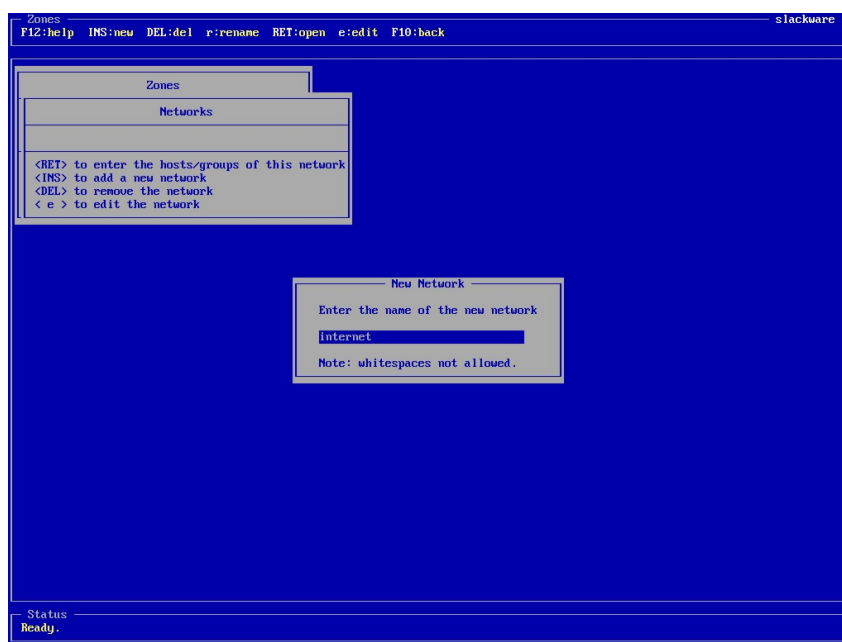 Zones slackware
F12:help INS:new DEL:del r:rename RET:open e:edit F10:back
Zones
Networks
<RET> to enter the hosts/groups of this network
<INS> to add a new network
<DEL> to remove the network
< e > to edit the network
New Network
Enter the name of the new network
internet
Note: whitespaces not allowed.
Status
Ready.